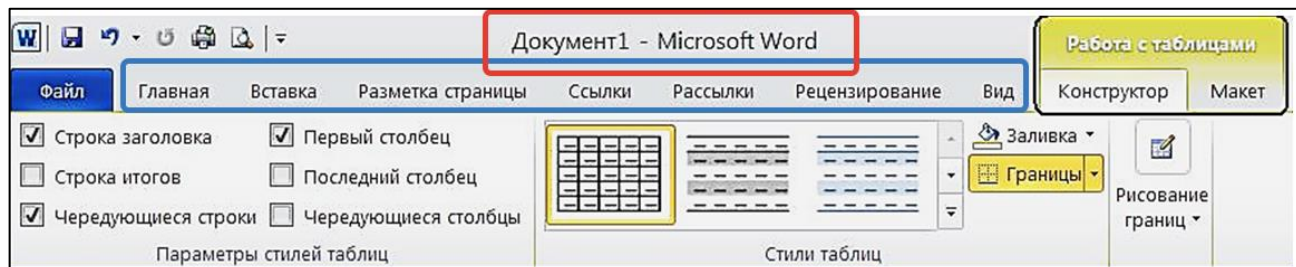 W Документ1 - Microsoft Word Работа с таблицами
Файл Главная Вставка Разметка страницы Ссылки Рассылки Рецензирование Вид Конструктор Макет
Строка заголовка Первый столбец Заливка
Строка итогов Последний столбец Границы
Чередующиеся строки Чередующиеся столбцы
Рисование
границ
Параметры стилей таблиц Стили таблиц